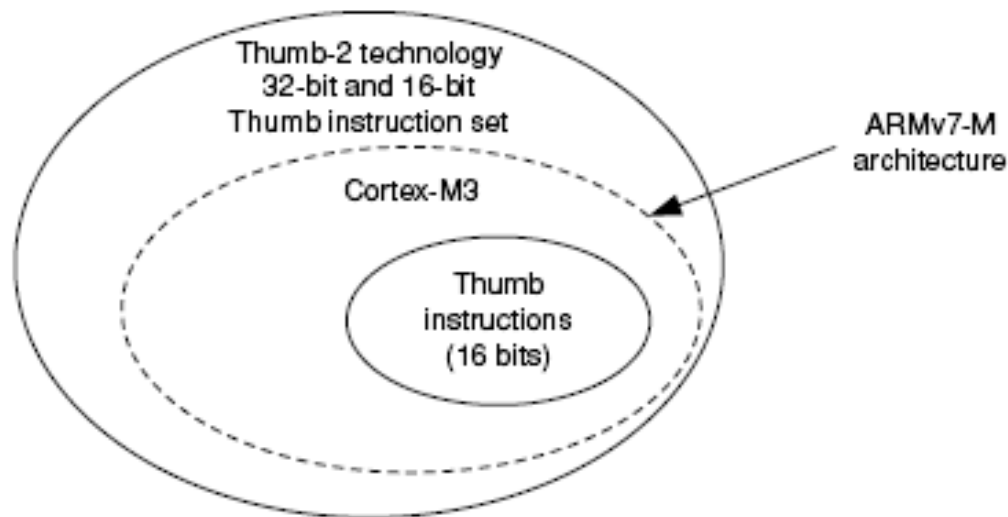 Thumb-2 technology
32-bit and 16-bit
Thumb instruction set
ARMv7-M
architecture
Cortex-M3
Thumb
instructions
(16 bits)